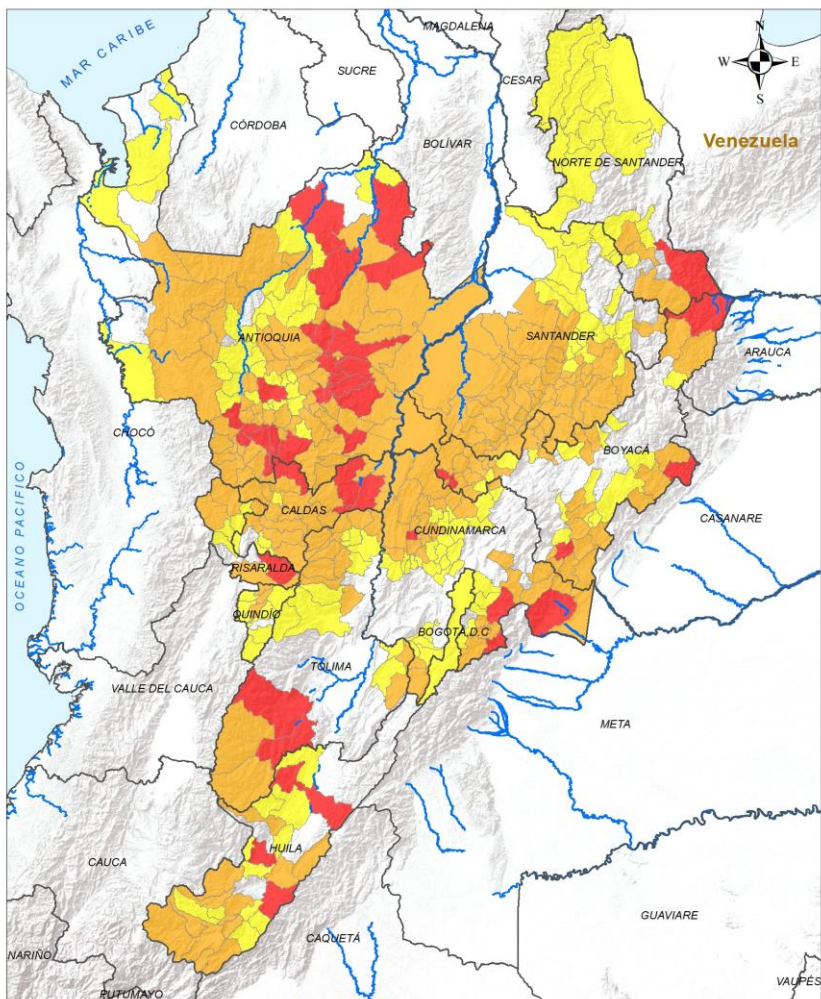 MAGDALENA
N
MAR CARIBE
SUCRE
CESAR
W
E
S
CÓRDOBA
BOLÍVAR
Venezuela
NORTE DE SANTANDER
ANTIOQUIA
SANTANDER
ARAUCA
CHOCÓ
BOYACÁ
OCEANO PACIFICO
CALDAS
CUNDINAMARCA
CASANARE
RISARALDA
QUINDÍO
BOGOTÁ, D.C
TOLIMA
VALLE DEL CAUCA
META
HUILA
CAUCA
GUAVIARE
CAQUETÁ
NARIÑO
PUTUMAYO
VAUPÉS